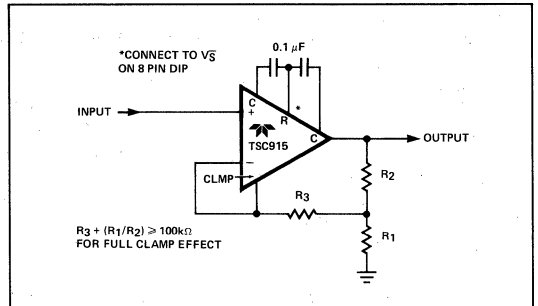 *CONNECT TO V̄S
ON 8 PIN DIP
0.1 µF
C
*
INPUT
+
R
TSC915
C
OUTPUT
−
CLMP
R2
R3
R1
R3 + (R1/R2) ⩾ 100kΩ
FOR FULL CLAMP EFFECT